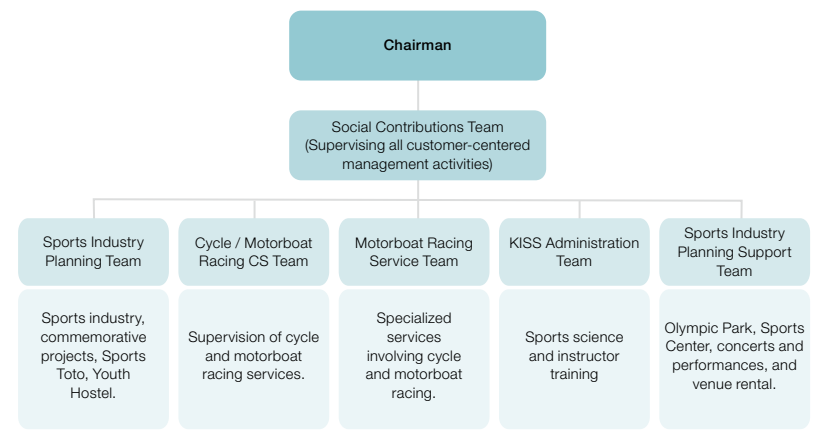 Chairman
Social Contributions Team
(Supervising all customer-centered
management activities)
Sports Industry
Planning Team
Cycle / Motorboat
Racing CS Team
Motorboat Racing
Service Team
KISS Administration
Team
Sports Industry
Planning Support
Team
Sports industry,
commemorative
projects, Sports
Toto, Youth
Hostel.
Supervision of cycle
and motorboat
racing services.
Specialized
services
involving cycle
and motorboat
racing.
Sports science
and instructor
training
Olympic Park, Sports
Center, concerts and
performances, and
venue rental.